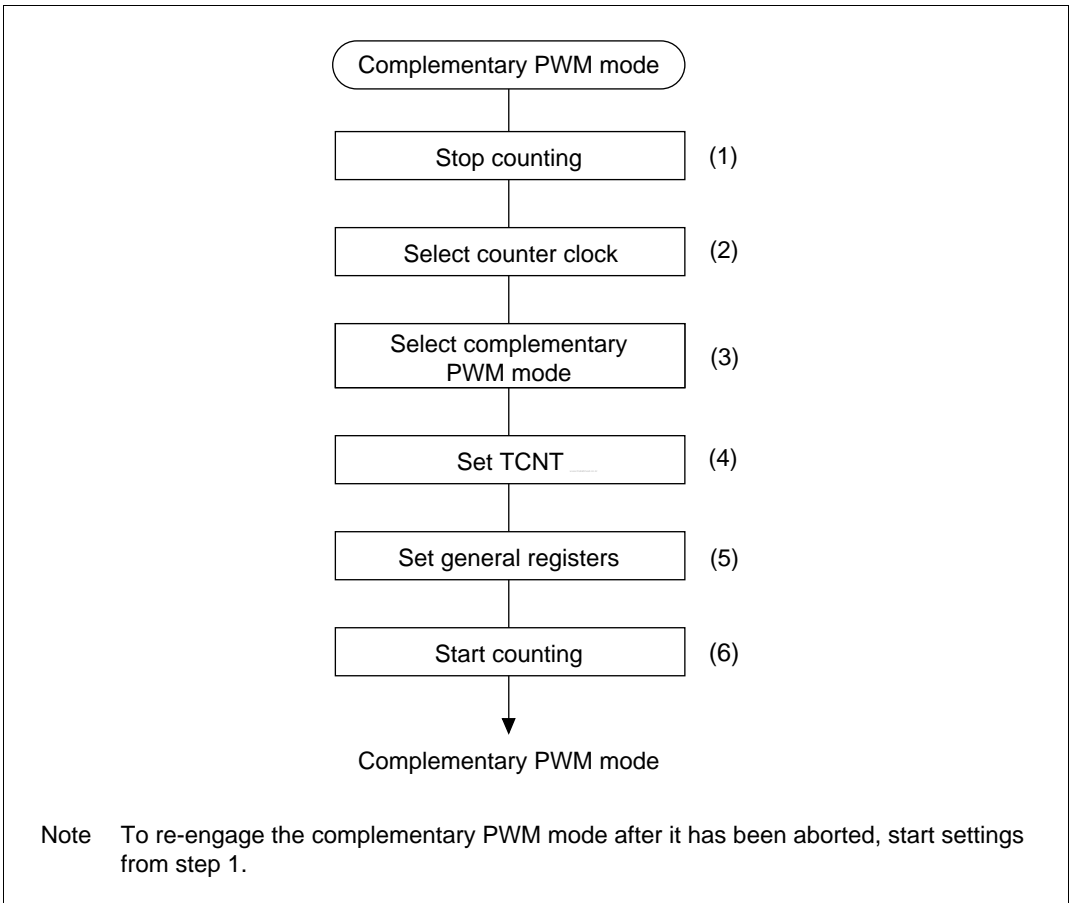 Complementary PWM mode
Stop counting (1)
Select counter clock (2)
Select complementary
PWM mode (3)
Set TCNT (4)
Set general registers (5)
Start counting (6)
Complementary PWM mode
Note To re-engage the complementary PWM mode after it has been aborted, start settings
from step 1.